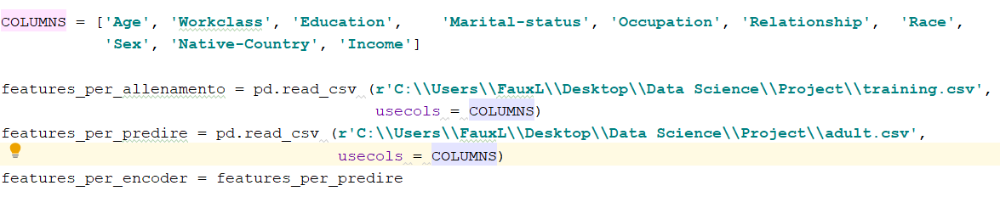 COLUMNS = ['Age', 'Workclass', 'Education',    'Marital-status', 'Occupation', 'Relationship',  'Race',
           'Sex', 'Native-Country', 'Income']
features_per_allenamento = pd.read_csv (r'C:\\Users\\FauxL\\Desktop\\Data Science\\Project\\training.csv',
                                        usecols = COLUMNS)
features_per_predire = pd.read_csv (r'C:\\Users\\FauxL\\Desktop\\Data Science\\Project\\adult.csv',
                                    usecols = COLUMNS)
features_per_encoder = features_per_predire